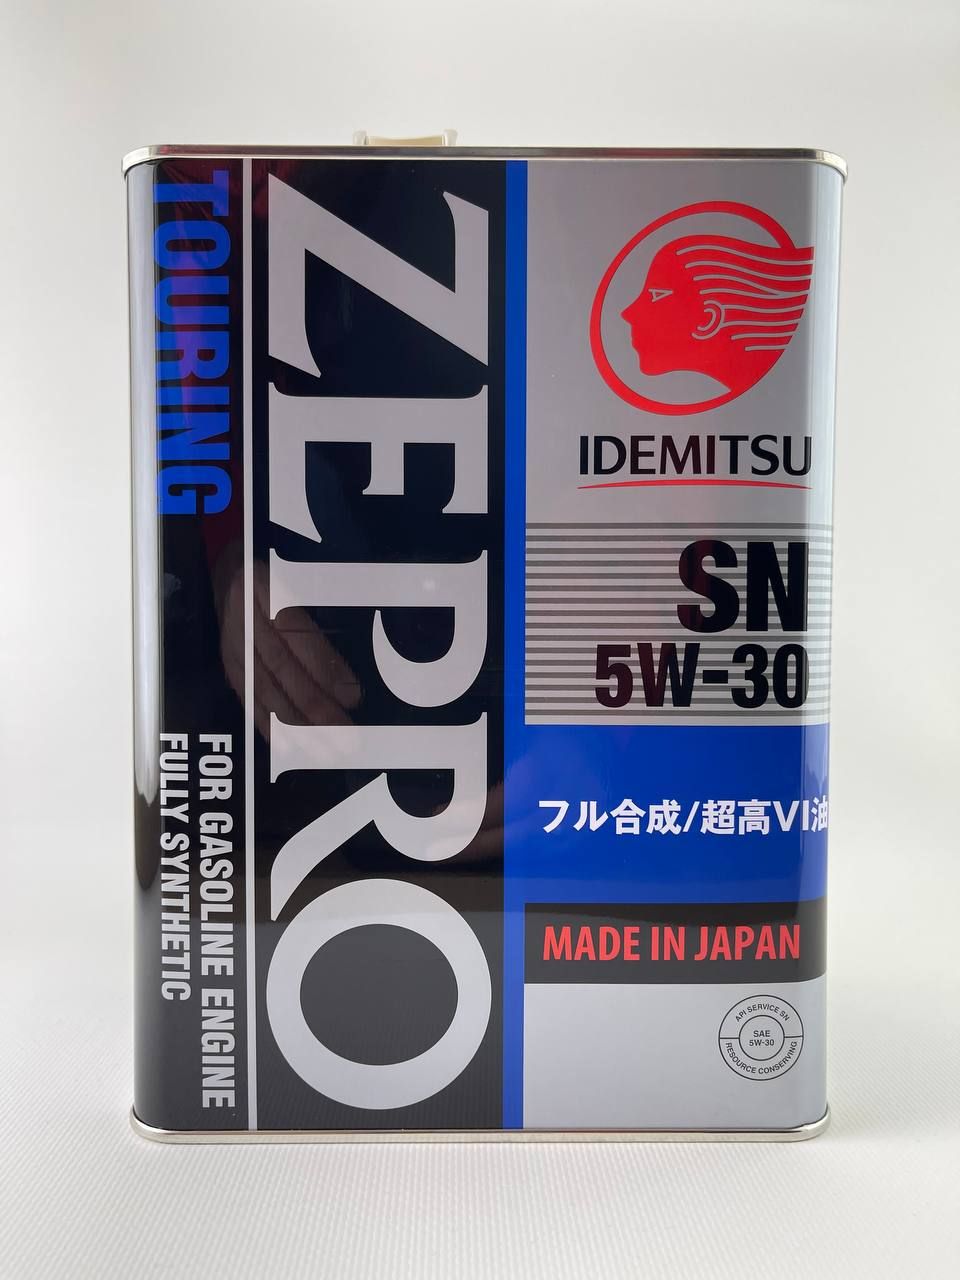 TOURING
FOR GASOLINE ENGINE
FULLY SYNTHETIC
ZEPRO
IDEMITSU
SN
5W-30
フル合成/超高VI油
MADE IN JAPAN
API SERVICE SN
SAE
5W-30
RESOURCE CONSERVING